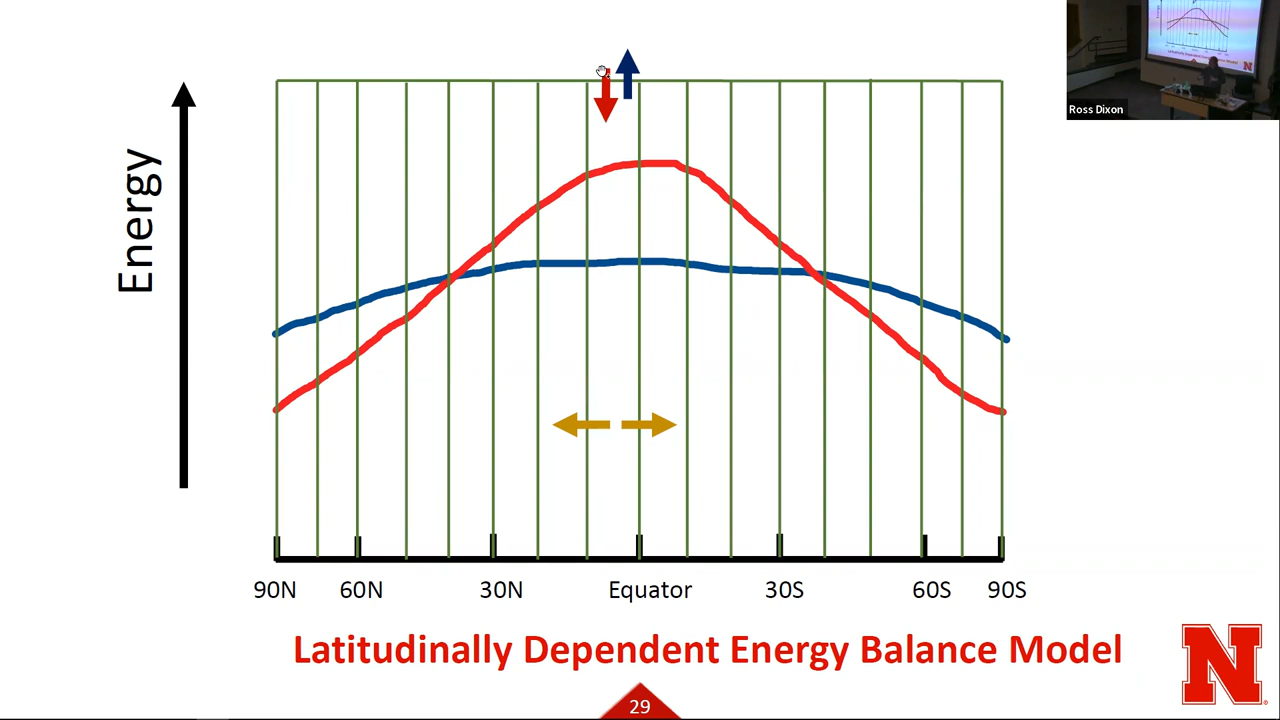 Ross Dixon
Energy
90N 60N 30N Equator 30S 60S 90S
Latitudinally Dependent Energy Balance Model
29
N